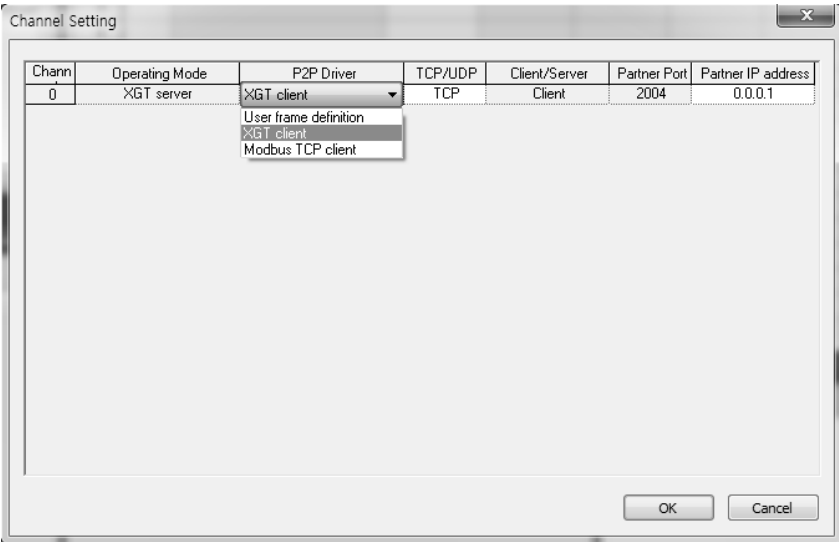 Channel Setting
x
Chann Operating Mode P2P Driver TCP/UDP Client/Server Partner Port Partner IP address
0 XGT server XGT client TCP Client 2004 0.0.0.1
User frame definition
XGT client
Modbus TCP client
OK Cancel